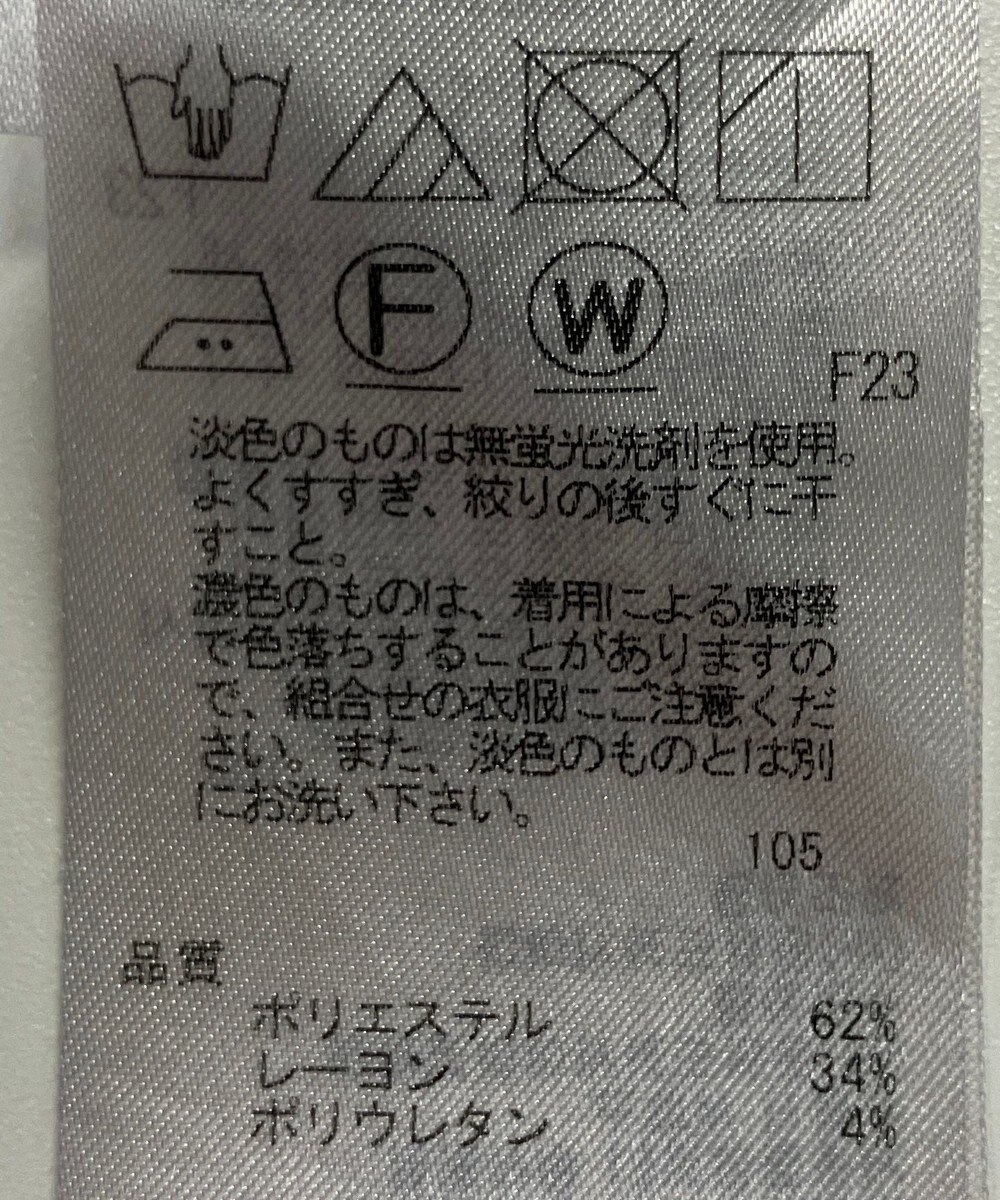 F
W
F23
淡色のものは無蛍光洗剤を使用。
よくすすぎ、絞りの後すぐに干
すこと。
濃色のものは、着用による摩擦
で色落ちすることがありますの
で、組合せの衣服にご注意くだ
さい。また、淡色のものとは別
にお洗い下さい。
105
品質
ポリエステル 62%
レーヨン 34%
ポリウレタン 4%